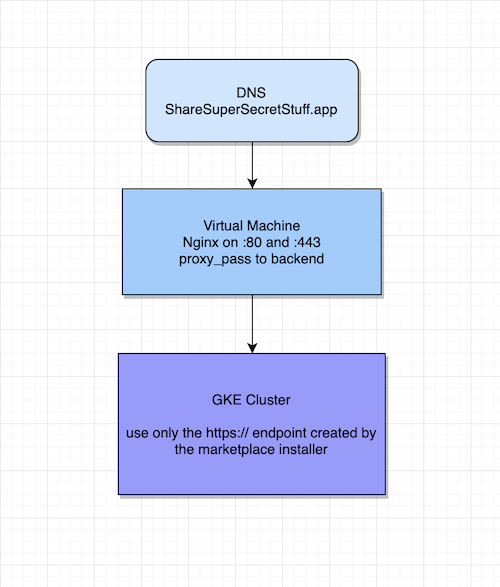 DNS
ShareSuperSecretStuff.app
Virtual Machine
Nginx on :80 and :443
proxy_pass to backend
GKE Cluster
use only the https:// endpoint created by
the marketplace installer